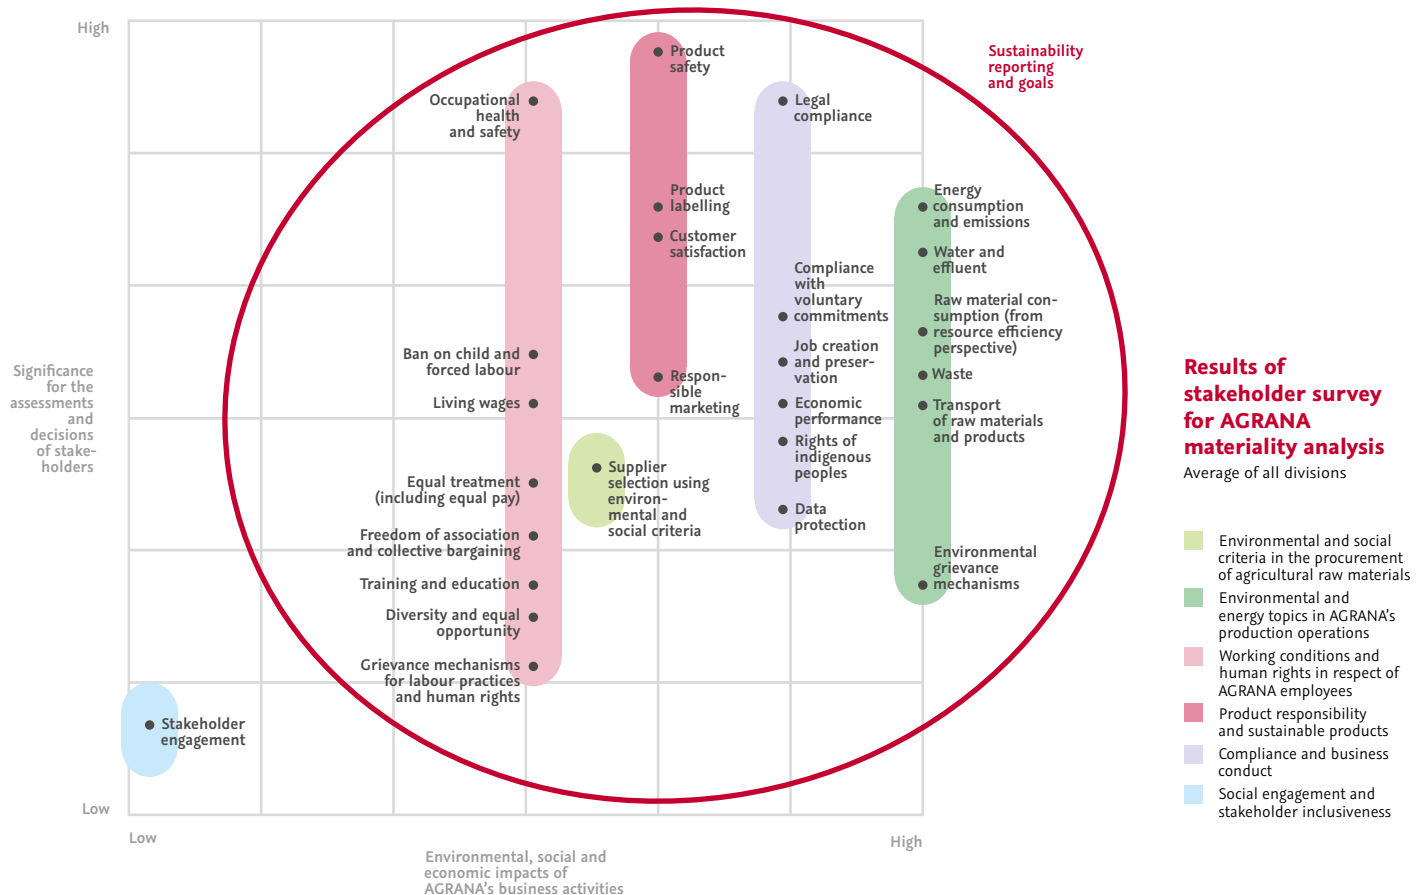 High
Sustainability
reporting
and goals
Product
safety
Occupational
health
and safety
Legal
compliance
Product
labelling
Customer
satisfaction
Energy
consumption
and emissions
Water and
effluent
Compliance
with
voluntary
commitments
Raw material con-
sumption (from
resource efficiency
perspective)
Ban on child and
forced labour
Job creation
and preser-
vation
Waste
Respon-
sible
marketing
Living wages
Economic
performance
Transport
of raw materials
and products
Rights of
indigenous
peoples
Supplier
selection using
environ-
mental and
social criteria
Equal treatment
(including equal pay)
Data
protection
Freedom of association
and collective bargaining
Environmental
grievance
mechanisms
Training and education
Diversity and equal
opportunity
Grievance mechanisms
for labour practices
and human rights
Stakeholder
engagement
Significance
for the
assessments
and
decisions
of stake-
holders
Low
Low
High
Environmental, social and
economic impacts of
AGRANA's business activities
Results of
stakeholder survey
for AGRANA
materiality analysis
Average of all divisions
Environmental and social
criteria in the procurement
of agricultural raw materials
Environmental and
energy topics in AGRANA's
production operations
Working conditions and
human rights in respect of
AGRANA employees
Product responsibility
and sustainable products
Compliance and business
conduct
Social engagement and
stakeholder inclusiveness